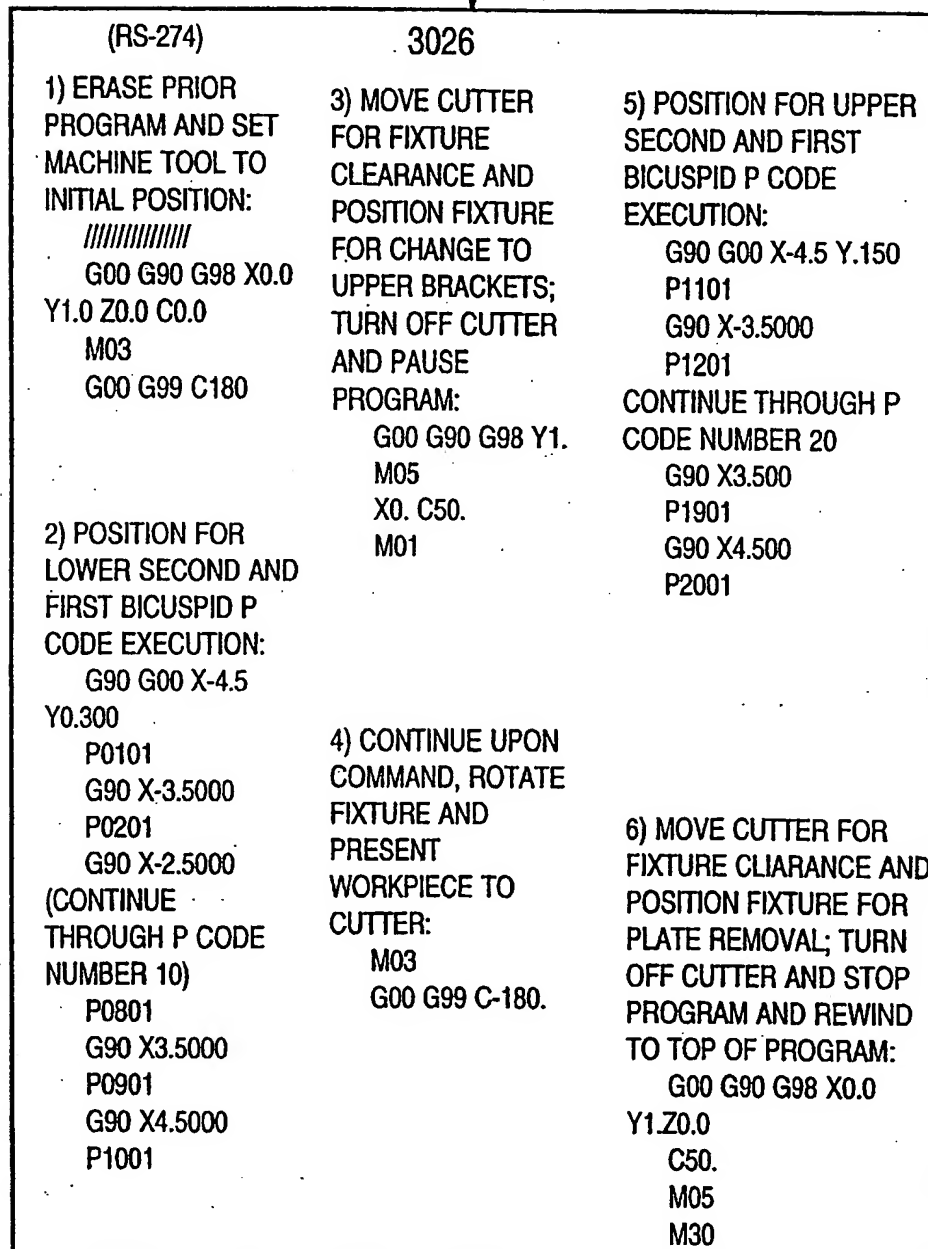 (RS-274)
3026
1) ERASE PRIOR
PROGRAM AND SET
MACHINE TOOL TO
INITIAL POSITION:
////////////////
G00 G90 G98 X0.0
Y1.0 Z0.0 C0.0
M03
G00 G99 C180
2) POSITION FOR
LOWER SECOND AND
FIRST BICUSPID P
CODE EXECUTION:
G90 G00 X-4.5
Y0.300
P0101
G90 X-3.5000
P0201
G90 X-2.5000
(CONTINUE
THROUGH P CODE
NUMBER 10)
P0801
G90 X3.5000
P0901
G90 X4.5000
P1001
3) MOVE CUTTER
FOR FIXTURE
CLEARANCE AND
POSITION FIXTURE
FOR CHANGE TO
UPPER BRACKETS;
TURN OFF CUTTER
AND PAUSE
PROGRAM:
G00 G90 G98 Y1.
M05
X0. C50.
M01
4) CONTINUE UPON
COMMAND, ROTATE
FIXTURE AND
PRESENT
WORKPIECE TO
CUTTER:
M03
G00 G99 C-180.
5) POSITION FOR UPPER
SECOND AND FIRST
BICUSPID P CODE
EXECUTION:
G90 G00 X-4.5 Y.150
P1101
G90 X-3.5000
P1201
CONTINUE THROUGH P
CODE NUMBER 20
G90 X3.500
P1901
G90 X4.500
P2001
6) MOVE CUTTER FOR
FIXTURE CLIARANCE AND
POSITION FIXTURE FOR
PLATE REMOVAL; TURN
OFF CUTTER AND STOP
PROGRAM AND REWIND
TO TOP OF PROGRAM:
G00 G90 G98 X0.0
Y1.Z0.0
C50.
M05
M30